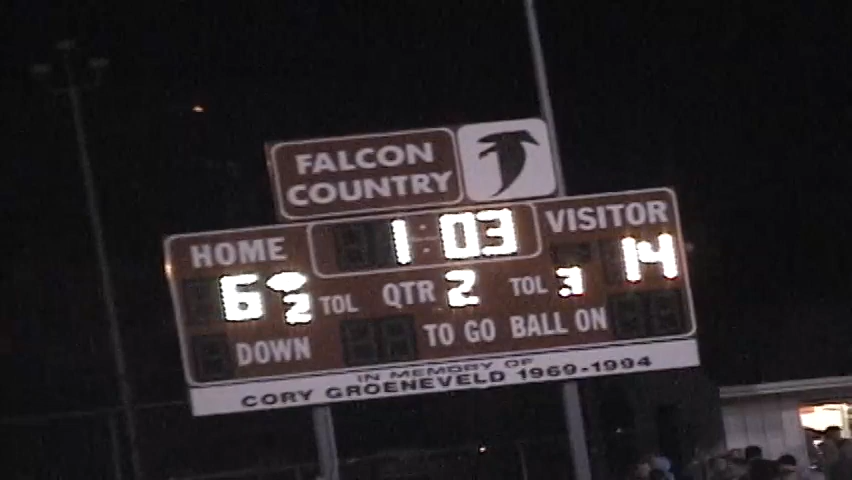 FALCON
COUNTRY
HOME 1:03 VISITOR
6 2 TOL QTR 2 TOL 3 14
DOWN TO GO BALL ON
IN MEMORY OF
CORY GROENEVELD 1969-1994